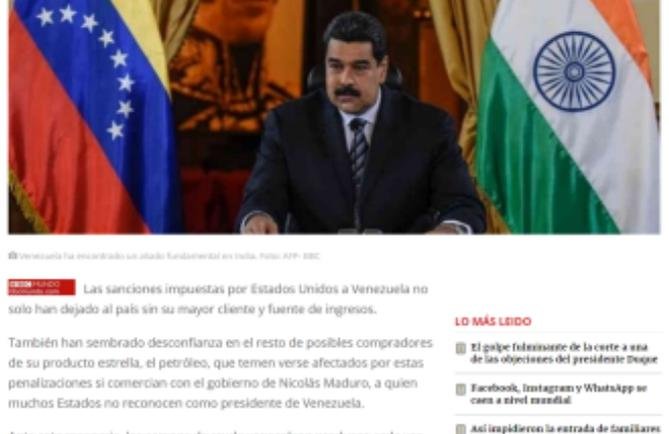 Venezuela ha encontrado un aliado fundamental en India. Foto: AFP- BBC
BBC MUNDO
Las sanciones impuestas por Estados Unidos a Venezuela no
solo han dejado al país sin su mayor cliente y fuente de ingresos.
También han sembrado desconfianza en el resto de posibles compradores
de su producto estrella, el petróleo, que temen verse afectados por estas
penalizaciones si comercian con el gobierno de Nicolás Maduro, a quien
muchos Estados no reconocen como presidente de Venezuela.
LO MÁS LEIDO
El golpe fulminante de la corte a una
de las objeciones del presidente Duque
Facebook, Instagram y WhatsApp se
caen a nivel mundial
Así impidieron la entrada de familiares